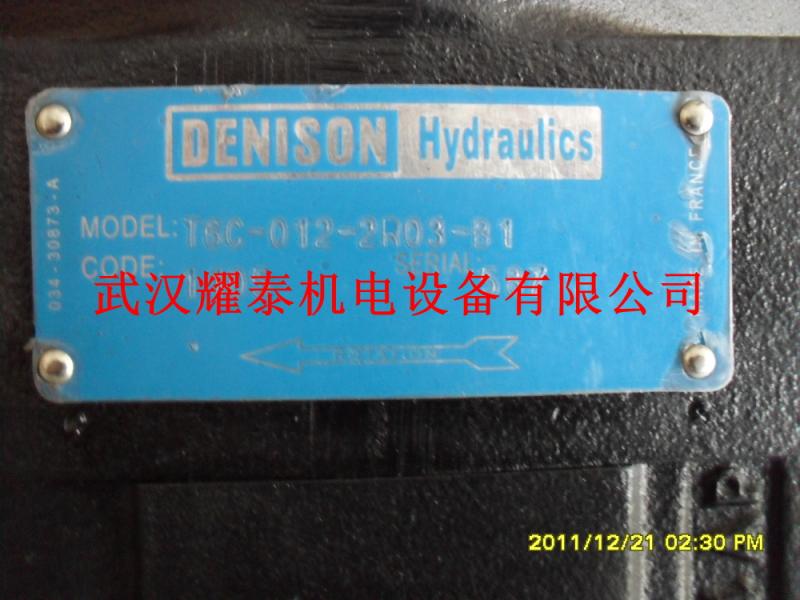 DENISON Hydraulics
MODEL: T6C-012-2R03-B1
CODE: SERIAL:
武汉耀泰机电设备有限公司
ROTATION
034-30873-A
FRANCE
2011/12/21 02:30 PM